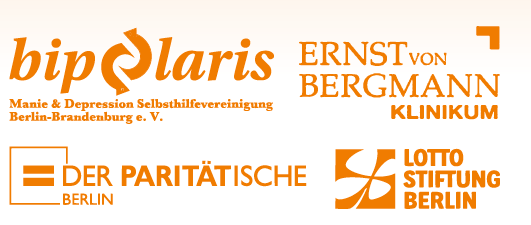 bipolaris
Manie & Depression Selbsthilfevereinigung
Berlin-Brandenburg e. V.
ERNST VON
BERGMANN
KLINIKUM
DER PARITÄTISCHE
BERLIN
LOTTO
STIFTUNG
BERLIN